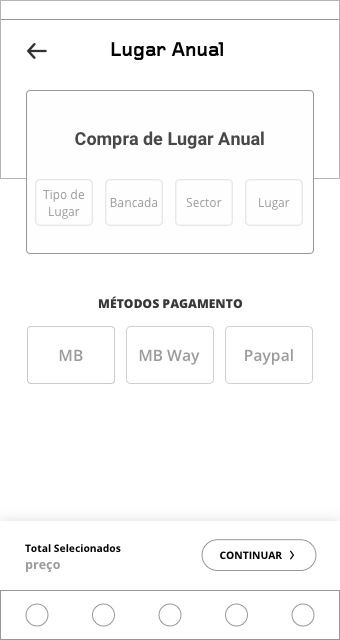 Lugar Anual
Compra de Lugar Anual
Tipo de
Lugar
Bancada
Sector
Lugar
MÉTODOS PAGAMENTO
MB
MB Way
Paypal
Total Selecionados
preço
CONTINUAR